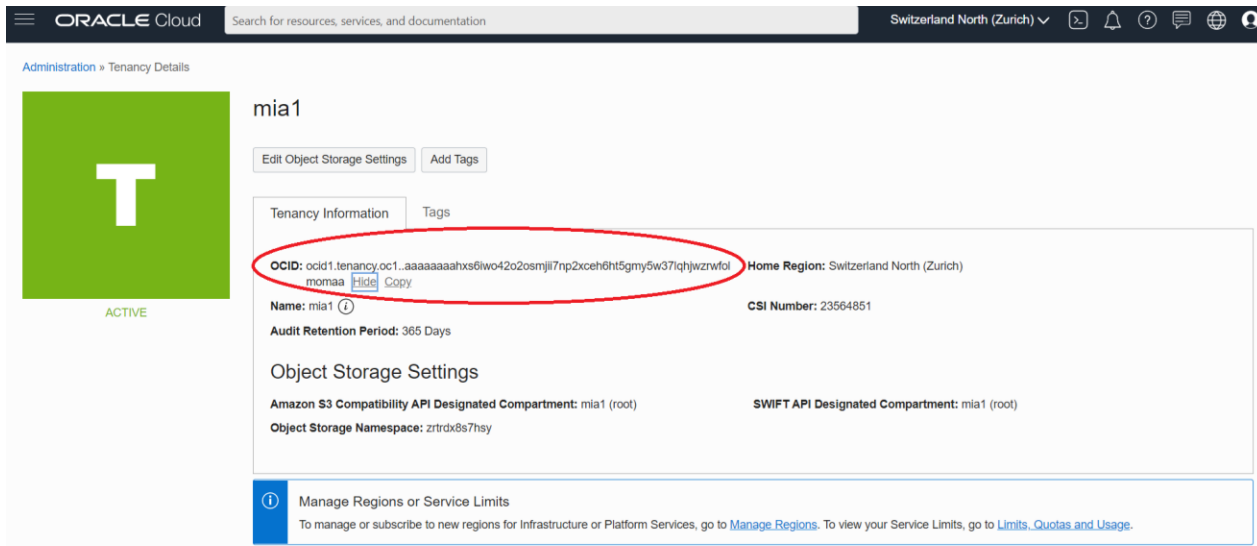 ORACLE Cloud
Search for resources, services, and documentation
Switzerland North (Zurich)
Administration » Tenancy Details
T
ACTIVE
mia1
Edit Object Storage Settings
Add Tags
Tenancy Information
Tags
OCID: ocid1.tenancy.oc1..aaaaaaaahxs6iwo42o2osmjii7np2xceh6ht5gmy5w37lqhjwzrwfol
momaa Hide Copy
Home Region: Switzerland North (Zurich)
Name: mia1
CSI Number: 23564851
Audit Retention Period: 365 Days
Object Storage Settings
Amazon S3 Compatibility API Designated Compartment: mia1 (root)
SWIFT API Designated Compartment: mia1 (root)
Object Storage Namespace: zrtrdx8s7hsy
Manage Regions or Service Limits
To manage or subscribe to new regions for Infrastructure or Platform Services, go to Manage Regions. To view your Service Limits, go to Limits, Quotas and Usage.